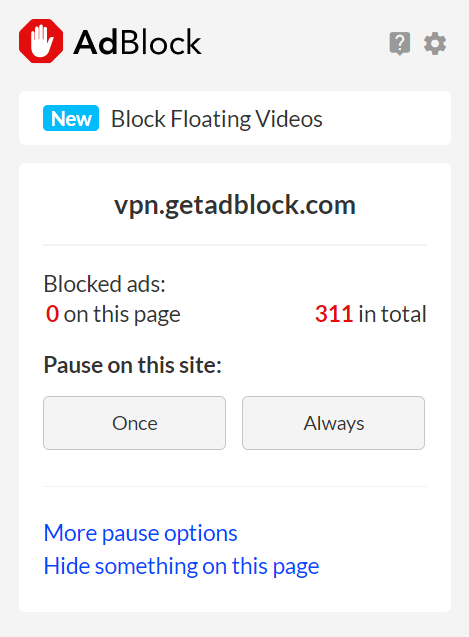 AdBlock
New Block Floating Videos
vpn.getadblock.com
Blocked ads:
0 on this page 311 in total
Pause on this site:
Once Always
More pause options
Hide something on this page